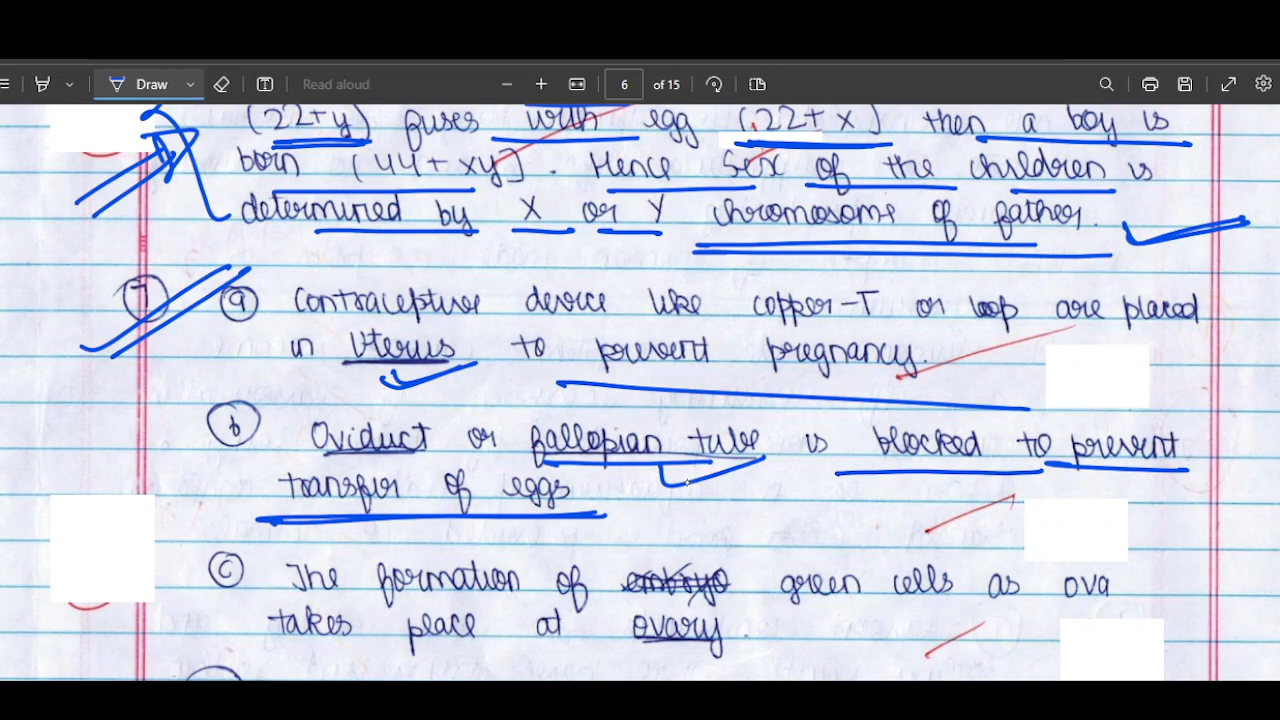 Draw
Read aloud
6 of 15
(22+y) fuses with egg (22+x) then a boy is
born (44+xy). Hence sex of the children is
determined by X or Y chromosome of father.
7 a contraceptive device like copper-T or loop are placed
in Uterus to prevent pregnancy.
b Oviduct or fallopian tube is blocked to prevent
transfer of eggs
c The formation of embryo green cells as ova
takes place at ovary.